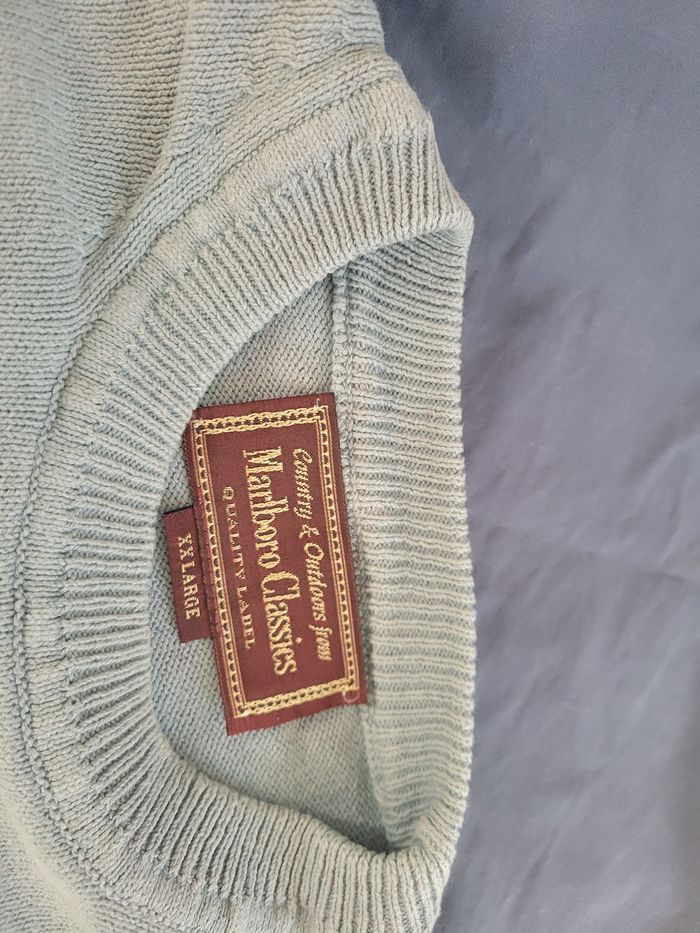 Country & Outdoors from
Marlboro Classics
QUALITY LABEL
XX LARGE